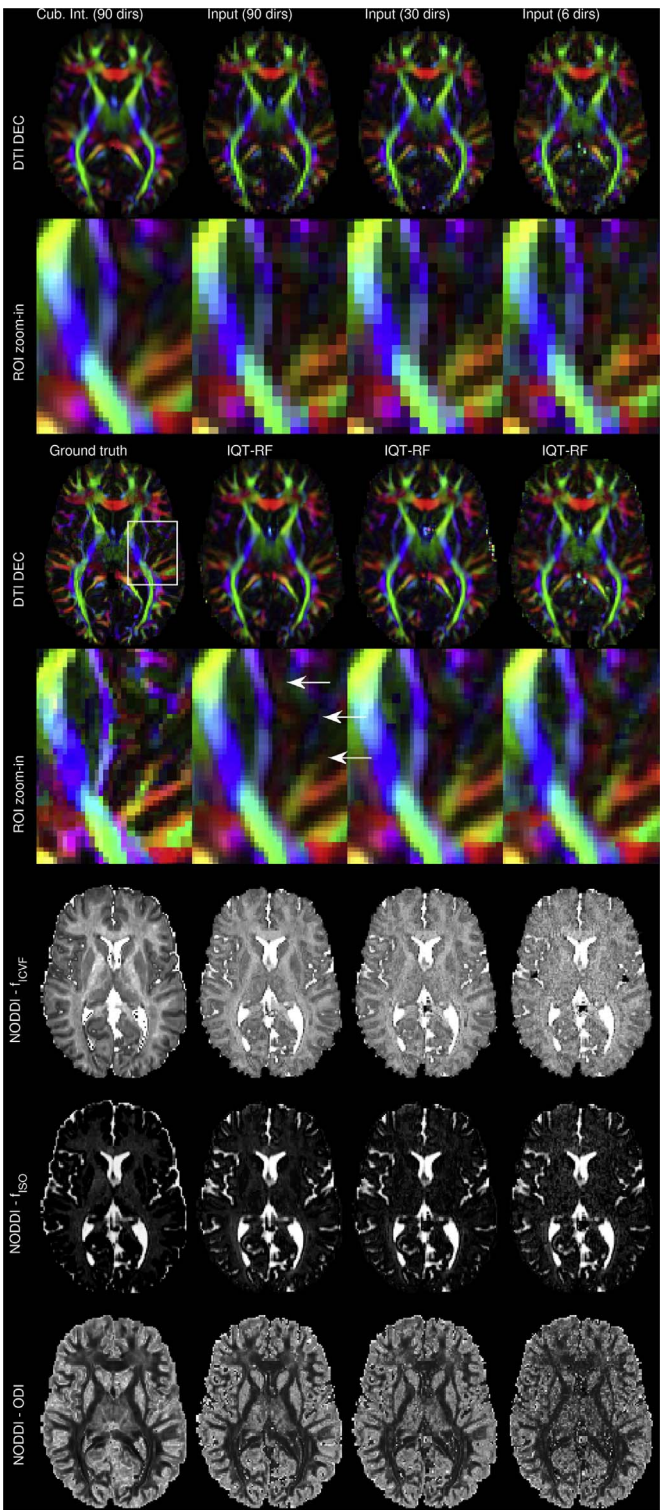 Cub. Int. (90 dirs) Input (90 dirs) Input (30 dirs) Input (6 dirs)
DTI DEC
ROI zoom-in
Ground truth IQT-RF IQT-RF IQT-RF
DTI DEC
ROI zoom-in
NODDI - fICVF
NODDI - fISO
NODDI - ODI